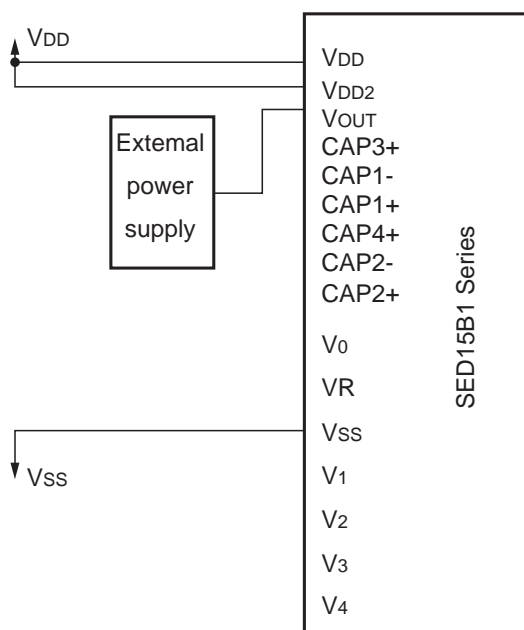 VDD
VDD
VDD2
VOUT
Extemal
power
supply
CAP3+
CAP1-
CAP1+
CAP4+
CAP2-
CAP2+
SED15B1 Series
V0
VR
VSS
VSS
V1
V2
V3
V4